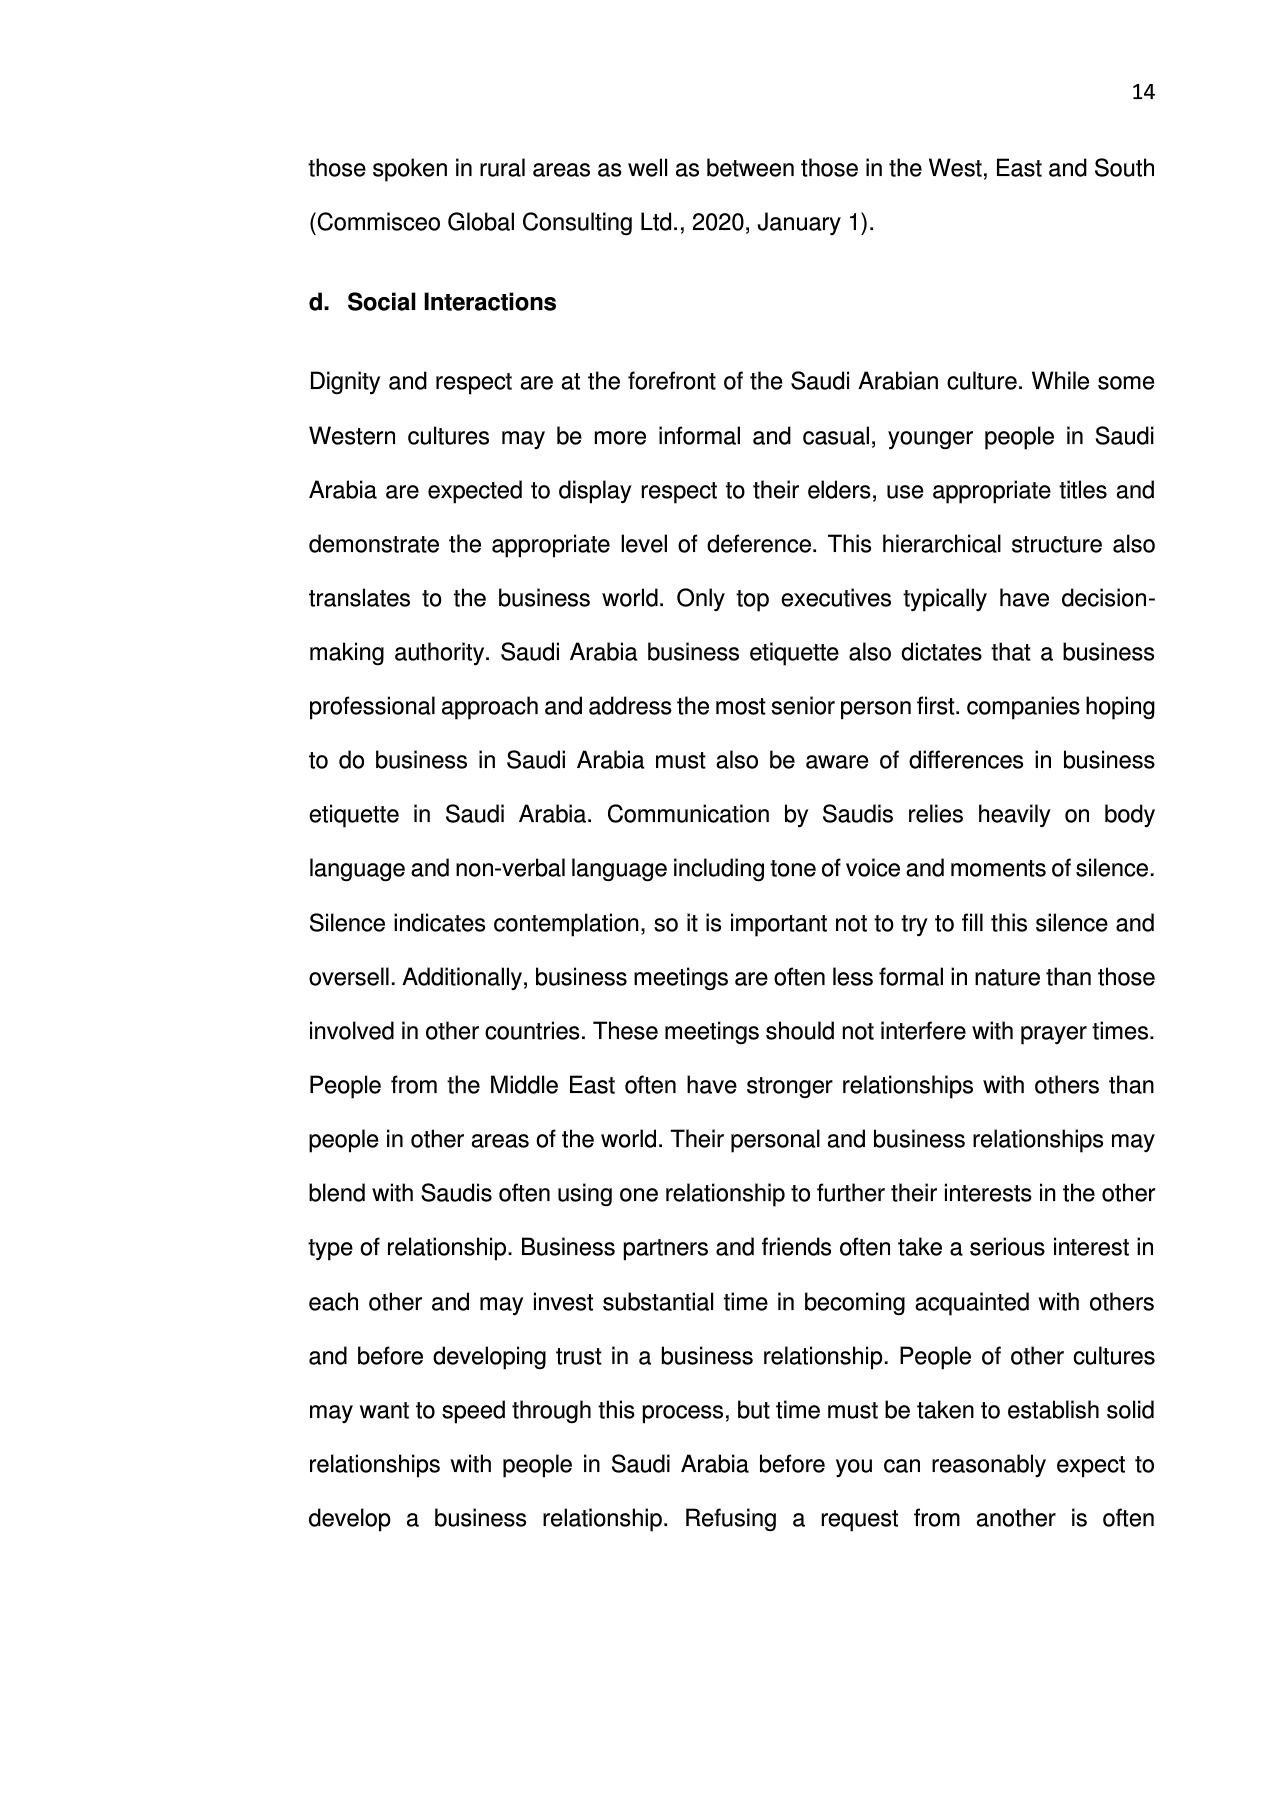 14
those spoken in rural areas as well as between those in the West, East and South
(Commisceo Global Consulting Ltd., 2020, January 1).
d. Social Interactions
Dignity and respect are at the forefront of the Saudi Arabian culture. While some
Western cultures may be more informal and casual, younger people in Saudi
Arabia are expected to display respect to their elders, use appropriate titles and
demonstrate the appropriate level of deference. This hierarchical structure also
translates to the business world. Only top executives typically have decision-
making authority. Saudi Arabia business etiquette also dictates that a business
professional approach and address the most senior person first. companies hoping
to do business in Saudi Arabia must also be aware of differences in business
etiquette in Saudi Arabia. Communication by Saudis relies heavily on body
language and non-verbal language including tone of voice and moments of silence.
Silence indicates contemplation, so it is important not to try to fill this silence and
oversell. Additionally, business meetings are often less formal in nature than those
involved in other countries. These meetings should not interfere with prayer times.
People from the Middle East often have stronger relationships with others than
people in other areas of the world. Their personal and business relationships may
blend with Saudis often using one relationship to further their interests in the other
type of relationship. Business partners and friends often take a serious interest in
each other and may invest substantial time in becoming acquainted with others
and before developing trust in a business relationship. People of other cultures
may want to speed through this process, but time must be taken to establish solid
relationships with people in Saudi Arabia before you can reasonably expect to
develop a business relationship. Refusing a request from another is often